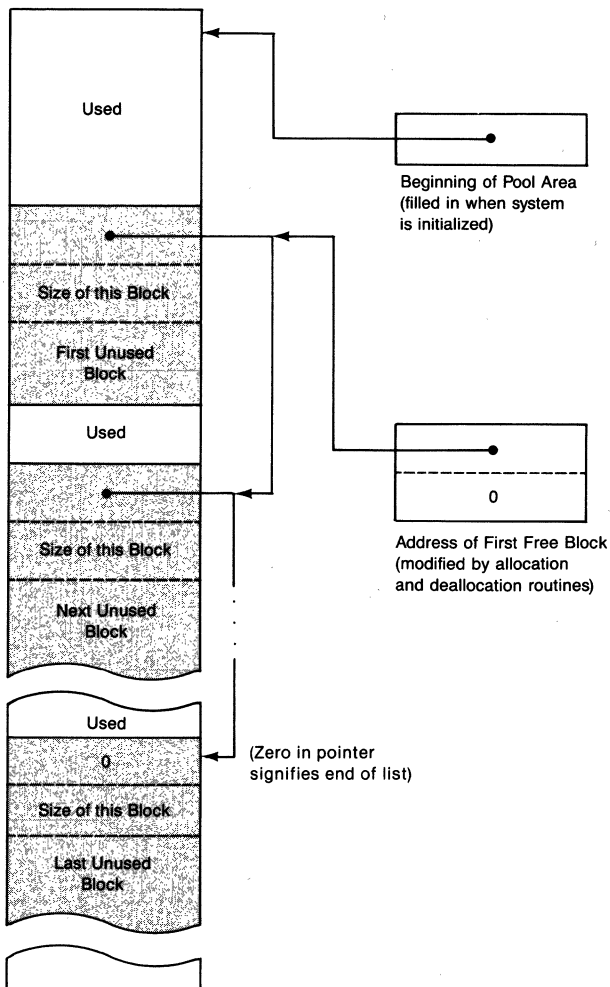 Used
Beginning of Pool Area
(filled in when system
is initialized)
Size of this Block
First Unused
Block
Used
0
Address of First Free Block
(modified by allocation
and deallocation routines)
Size of this Block
Next Unused
Block
Used
0
(Zero in pointer
signifies end of list)
Size of this Block
Last Unused
Block